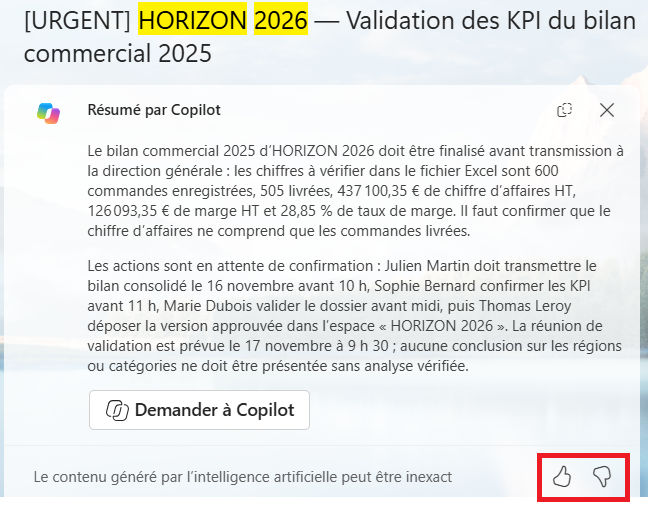 [URGENT] HORIZON 2026 — Validation des KPI du bilan
commercial 2025
Résumé par Copilot
Le bilan commercial 2025 d’HORIZON 2026 doit être finalisé avant transmission à
la direction générale : les chiffres à vérifier dans le fichier Excel sont 600
commandes enregistrées, 505 livrées, 437 100,35 € de chiffre d’affaires HT,
126 093,35 € de marge HT et 28,85 % de taux de marge. Il faut confirmer que le
chiffre d’affaires ne comprend que les commandes livrées.
Les actions sont en attente de confirmation : Julien Martin doit transmettre le
bilan consolidé le 16 novembre avant 10 h, Sophie Bernard confirmer les KPI
avant 11 h, Marie Dubois valider le dossier avant midi, puis Thomas Leroy
déposer la version approuvée dans l’espace « HORIZON 2026 ». La réunion de
validation est prévue le 17 novembre à 9 h 30 ; aucune conclusion sur les régions
ou catégories ne doit être présentée sans analyse vérifiée.
Demander à Copilot
Le contenu généré par l’intelligence artificielle peut être inexact